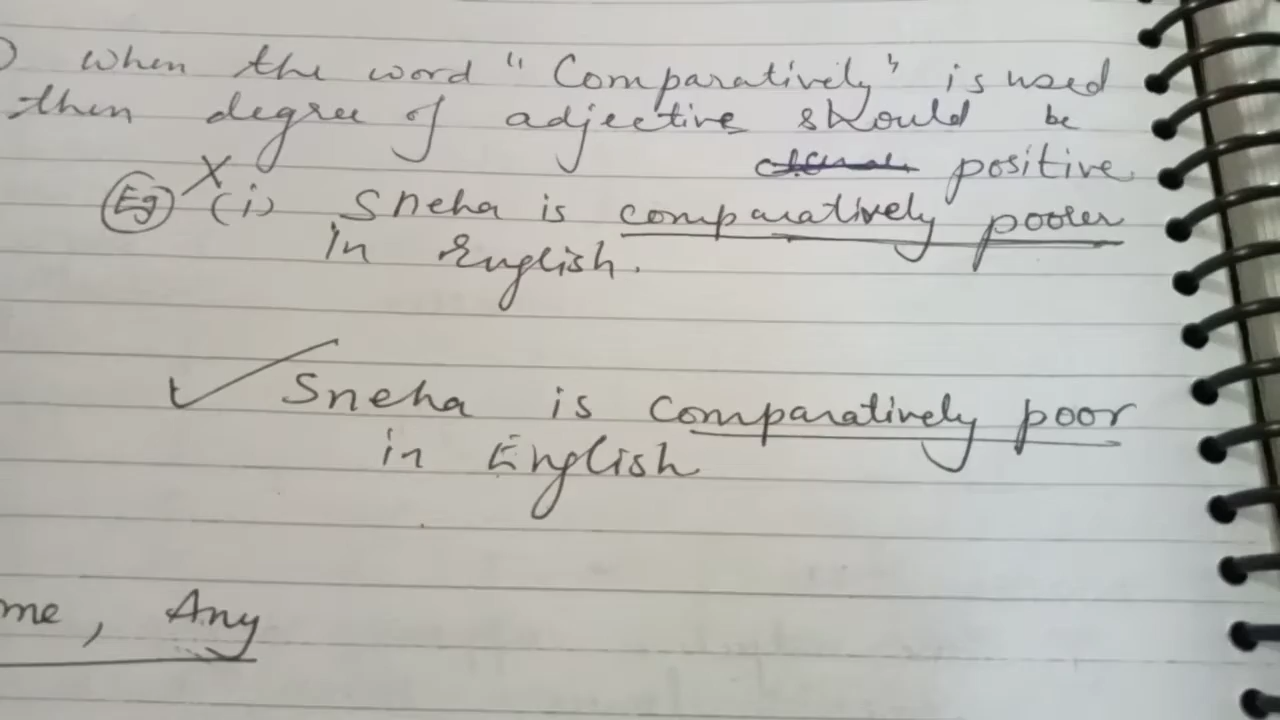 ) When the word "Comparatively" is used
then degree of adjective should be
positive
Eg X (i) Sneha is comparatively poorer
in English.
Sneha is comparatively poor
in English
me, Any